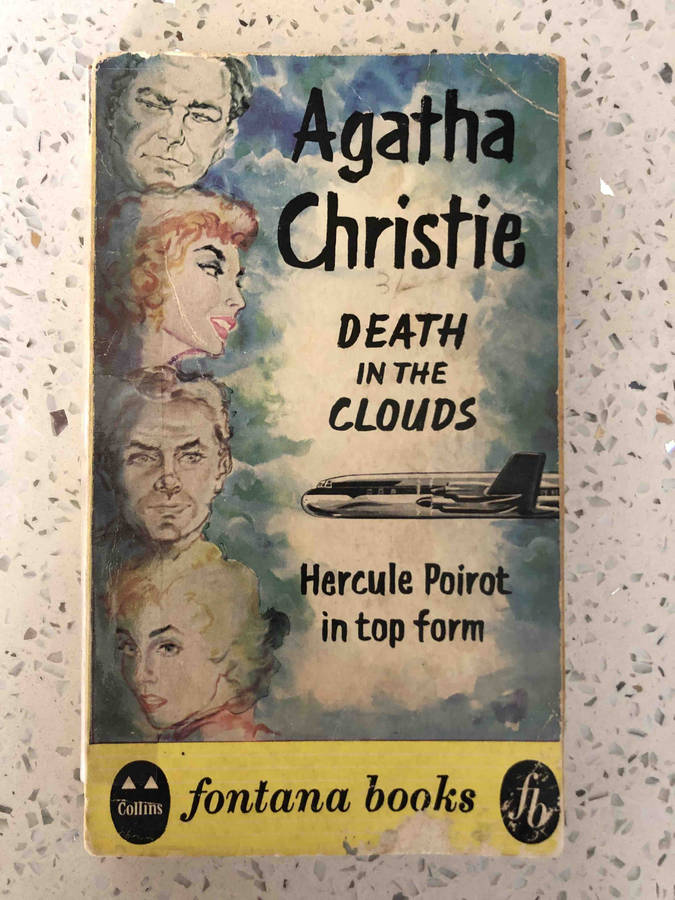 Agatha
Christie
DEATH
IN THE
CLOUDS
Hercule Poirot
in top form
Collins
fontana books
fb